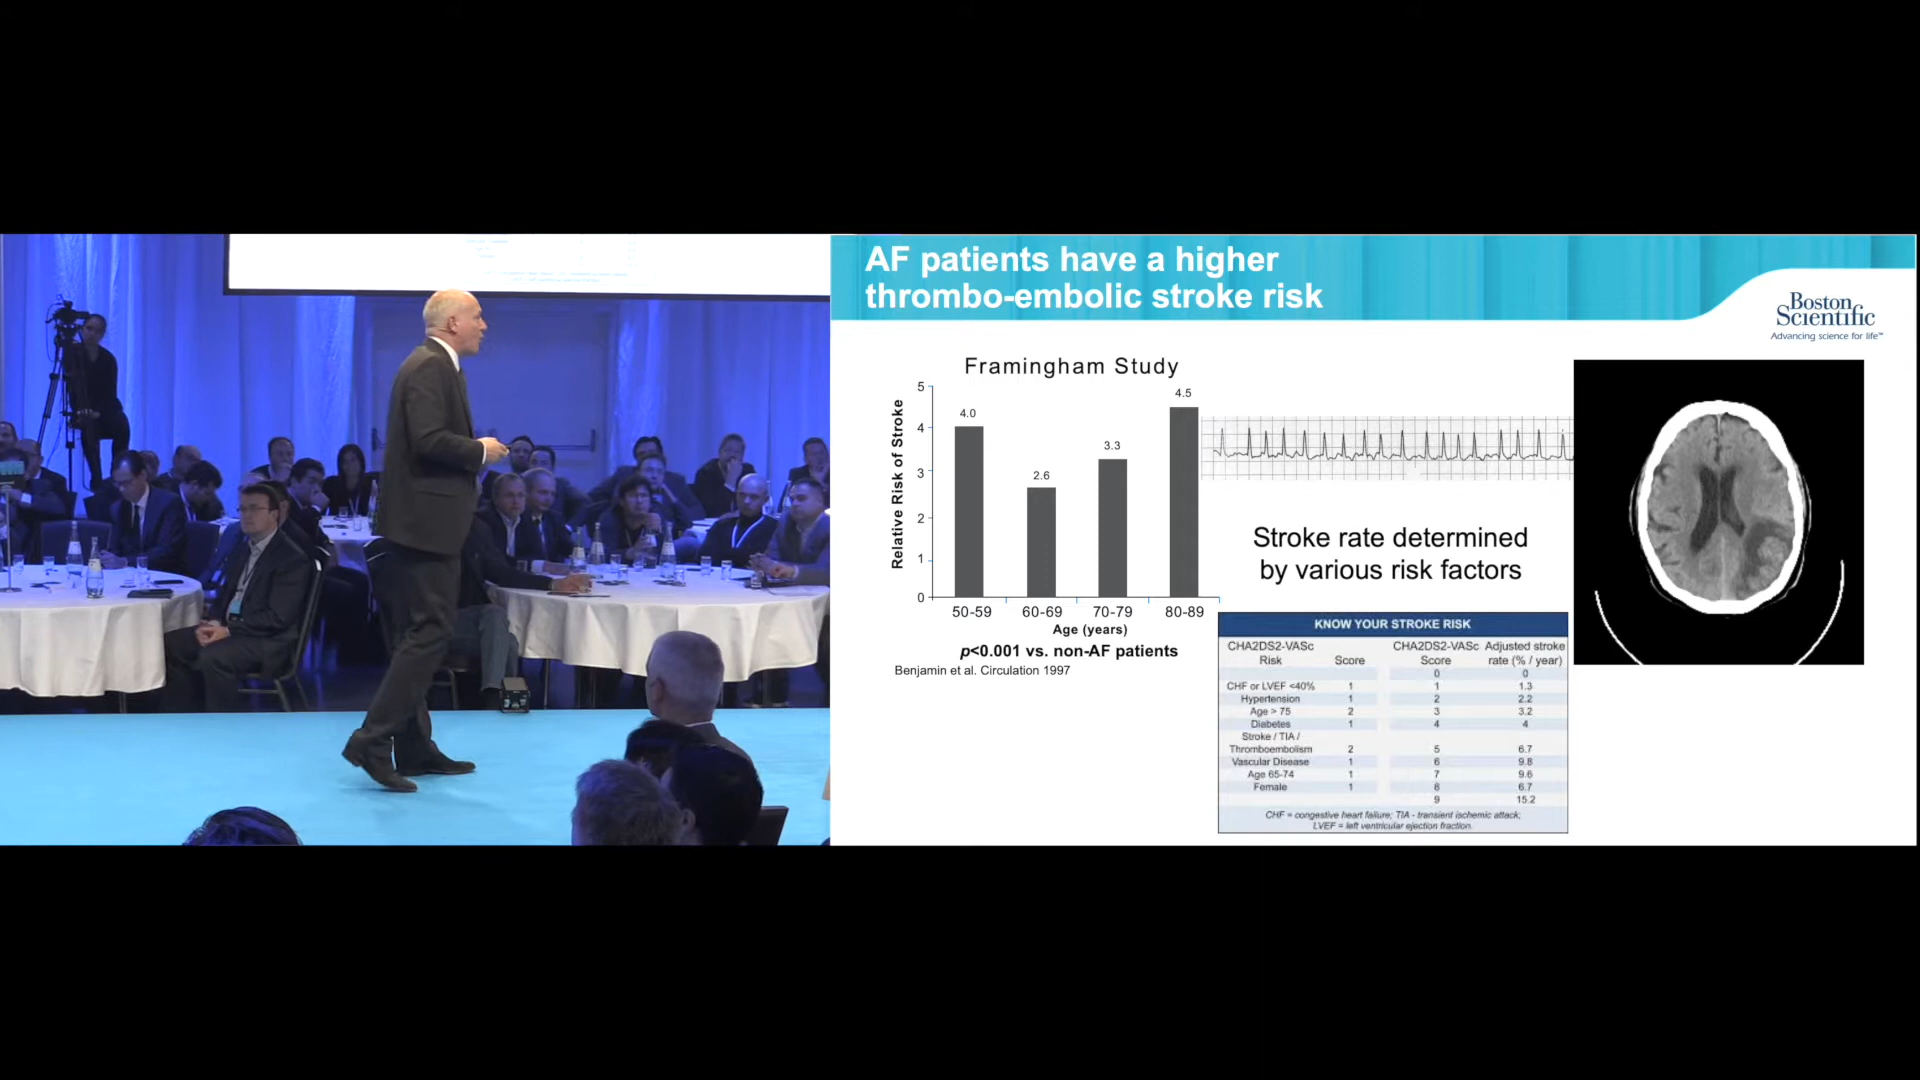 AF patients have a higher
thrombo-embolic stroke risk
Boston
Scientific
Advancing science for life™
Framingham Study
Relative Risk of Stroke
5
4
3
2
1
0
4.0
2.6
3.3
4.5
50-59 60-69 70-79 80-89
Age (years)
p<0.001 vs. non-AF patients
Benjamin et al. Circulation 1997
Stroke rate determined
by various risk factors
KNOW YOUR STROKE RISK
CHA2DS2-VASc CHA2DS2-VASc Adjusted stroke
Risk Score Score rate (% / year)
0 0
CHF or LVEF <40% 1 1 1.3
Hypertension 1 2 2.2
Age > 75 2 3 3.2
Diabetes 1 4 4
Stroke / TIA /
Thromboembolism 2 5 6.7
Vascular Disease 1 6 9.8
Age 65-74 1 7 9.6
Female 1 8 6.7
9 15.2
CHF = congestive heart failure; TIA - transient ischemic attack;
LVEF = left ventricular ejection fraction.